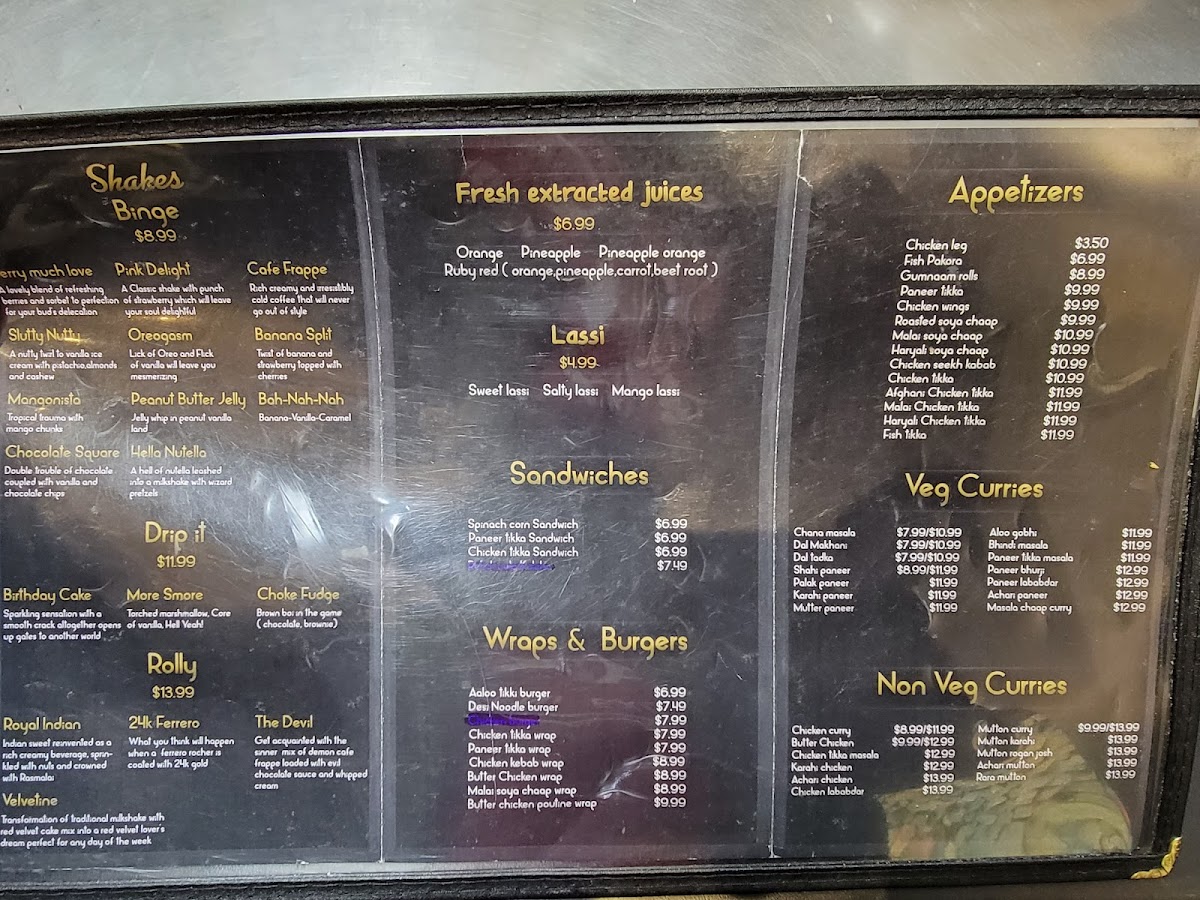 Shakes
Binge
$8.99
erry much love
A lovely blend of refreshing
berries and sorbel to perfection
for your bud's delecation
Pink Delight
A Classic shake with punch
of strawberry which will leave
your soul delightful
Cafe Frappe
Rich creamy and irresistibly
cold coffee that will never
go out of style
Slutty Nutty
A nutty twist to vanilla ice
cream with pistachio,almonds
and cashew
Oreogasm
Lick of Oreo and Flick
of vanilla will leave you
mesmerizing
Banana Split
Twist of banana and
strawberry topped with
cherries
Mangonista
Tropical trauma with
mango chunks
Peanut Butter Jelly
Jelly whip in peanut vanilla
land
Bah-Nah-Nah
Banana-Vanilla-Caramel
Chocolate Square
Double trouble of chocolate
coupled with vanilla and
chocolate chips
Hella Nutella
A hell of nutella leashed
into a milkshake with wizard
pretzels
Drip it
$11.99
Birthday Cake
Sparkling sensation with a
smooth crack altogether opens
up gates to another world
More Smore
Torched marshmallow, Core
of vanilla, Hell Yeah!
Choke Fudge
Brown boi in the game
( chocolate, brownie)
Rolly
$13.99
Royal Indian
Indian sweet reinvented as a
rich creamy beverage, sprin-
kled with nuts and crowned
with Rasmalai
24k Ferrero
What you think will happen
when a ferrero rocher is
coated with 24k gold
The Devil
Get acquainted with the
sinner mix of demon cafe
frappe loaded with evil
chocolate sauce and whipped
cream
Velvetine
Transformation of traditional milkshake with
red velvet cake mix into a red velvet lover's
dream perfect for any day of the week
Fresh extracted juices
$6.99
Orange Pineapple Pineapple orange
Ruby red ( orange,pineapple,carrot,beet root )
Lassi
$4.99
Sweet lassi Salty lassi Mango lassi
Sandwiches
Spinach corn Sandwich $6.99
Paneer tikka Sandwich $6.99
Chicken tikka Sandwich $6.99
$7.49
Wraps & Burgers
Aaloo tikki burger $6.99
Desi Noodle burger $7.49
$7.99
Chicken tikka wrap $7.99
Paneer tikka wrap $7.99
Chicken kebab wrap $8.99
Butter Chicken wrap $8.99
Malai soya chaap wrap $8.99
Butter chicken poutine wrap $9.99
Appetizers
Chicken leg $3.50
Fish Pakora $6.99
Gumnaam rolls $8.99
Paneer tikka $9.99
Chicken wings $9.99
Roasted soya chaap $9.99
Malai soya chaap $10.99
Haryali soya chaap $10.99
Chicken seekh kabab $10.99
Chicken tikka $10.99
Afghani Chicken tikka $11.99
Malai Chicken tikka $11.99
Haryali Chicken tikka $11.99
Fish tikka $11.99
Veg Curries
Chana masala $7.99/$10.99
Dal Makhani $7.99/$10.99
Dal tadka $7.99/$10.99
Shahi paneer $8.99/$11.99
Palak paneer $11.99
Karahi paneer $11.99
Mutter paneer $11.99
Aloo gobhi $11.99
Bhindi masala $11.99
Paneer tikka masala $11.99
Paneer bhurji $12.99
Paneer lababdar $12.99
Achari paneer $12.99
Masala chaap curry $12.99
Non Veg Curries
Chicken curry $8.99/$11.99
Butter Chicken $9.99/$12.99
Chicken tikka masala $12.99
Karahi chicken $12.99
Achari chicken $13.99
Chicken lababdar $13.99
Mutton curry $9.99/$13.99
Mutton karahi $13.99
Mutton rogan josh $13.99
Achari mutton $13.99
Rara mutton $13.99